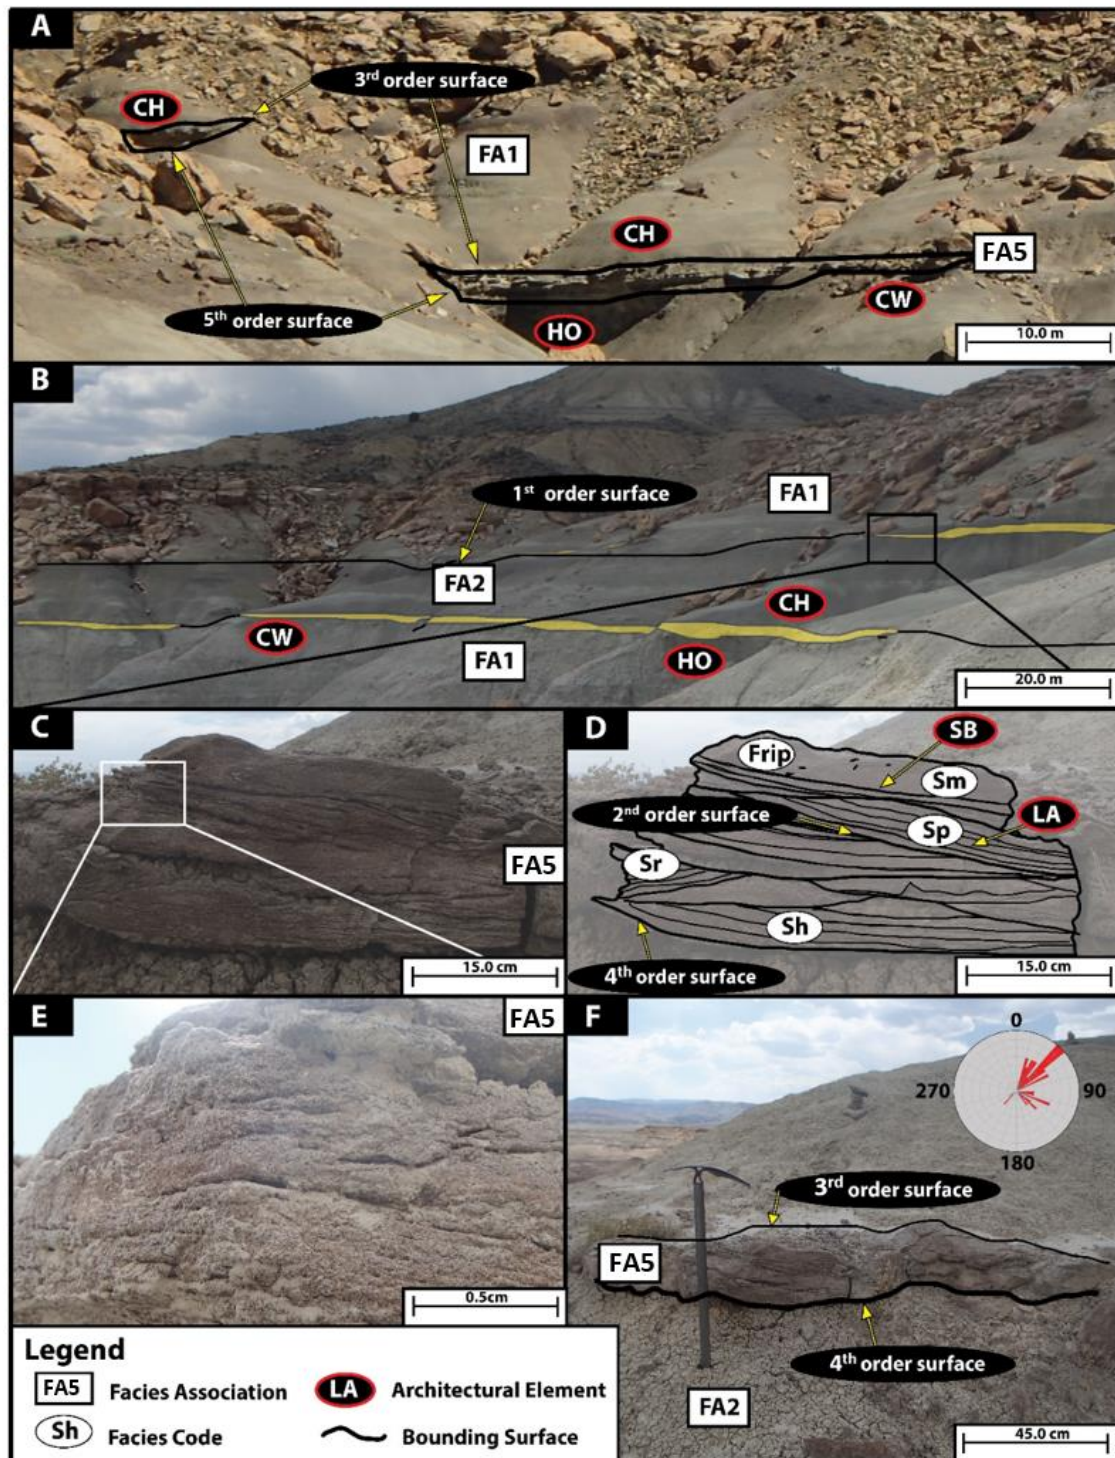 A
3rd order surface
CH
FA1
CH
FA5
CW
5th order surface
HO
10.0 m
B
1st order surface
FA1
FA2
CH
CW
FA1
HO
20.0 m
C
FA5
15.0 cm
D
SB
Frip
Sm
2nd order surface
Sp
LA
Sr
Sh
4th order surface
15.0 cm
E
FA5
0.5cm
F
0
270
90
180
3rd order surface
FA5
4th order surface
FA2
45.0 cm
Legend
FA5 Facies Association
LA Architectural Element
Sh Facies Code
Bounding Surface